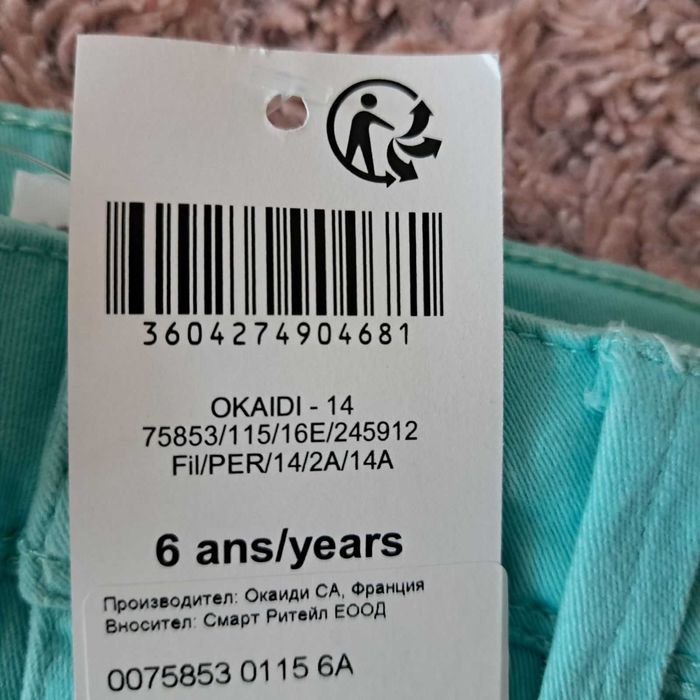 3604274904681
OKAIDI - 14
75853/115/16E/245912
Fil/PER/14/2A/14A
6 ans/years
Производител: Окаиди СА, Франция
Вносител: Смарт Ритейл ЕООД
0075853 0115 6A